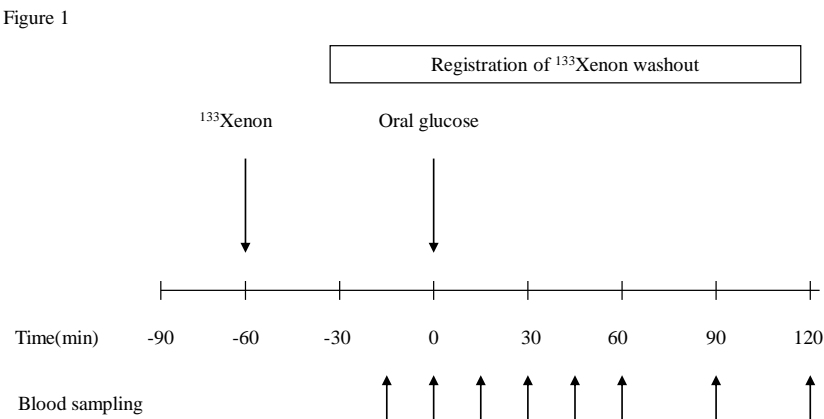 Figure 1
Registration of ¹³³Xenon washout
¹³³Xenon Oral glucose
Time(min) -90 -60 -30 0 30 60 90 120
Blood sampling